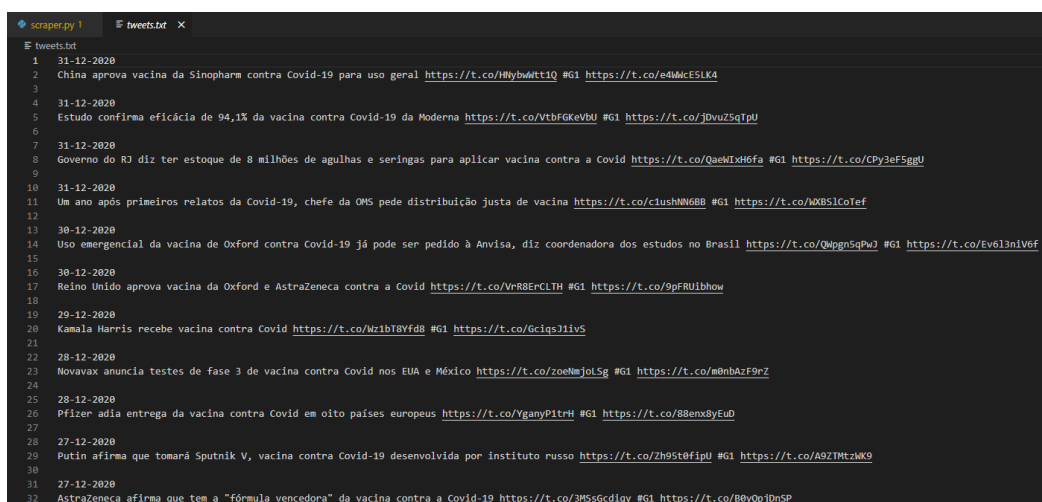 scraper.py 1 tweets.txt ×
tweets.txt
1 31-12-2020
2 China aprova vacina da Sinopharm contra Covid-19 para uso geral https://t.co/HNybwWtt1Q #G1 https://t.co/e4WWcE5LK4
3
4 31-12-2020
5 Estudo confirma eficácia de 94,1% da vacina contra Covid-19 da Moderna https://t.co/VtbFGKeVbU #G1 https://t.co/jDvuZ5qTpU
6
7 31-12-2020
8 Governo do RJ diz ter estoque de 8 milhões de agulhas e seringas para aplicar vacina contra a Covid https://t.co/QaeWIxH6fa #G1 https://t.co/CPy3eF5ggU
9
10 31-12-2020
11 Um ano após primeiros relatos da Covid-19, chefe da OMS pede distribuição justa de vacina https://t.co/c1ushNN6BB #G1 https://t.co/WXBSlCoTef
12
13 30-12-2020
14 Uso emergencial da vacina de Oxford contra Covid-19 já pode ser pedido à Anvisa, diz coordenadora dos estudos no Brasil https://t.co/QWpgn5qPwJ #G1 https://t.co/Ev6l3niV6f
15
16 30-12-2020
17 Reino Unido aprova vacina da Oxford e AstraZeneca contra a Covid https://t.co/VrR8ErCLTH #G1 https://t.co/9pFRUibhow
18
19 29-12-2020
20 Kamala Harris recebe vacina contra Covid https://t.co/Wz1bT8Yfd8 #G1 https://t.co/GciqsJ1ivS
21
22 28-12-2020
23 Novavax anuncia testes de fase 3 de vacina contra Covid nos EUA e México https://t.co/zoeNmjoLSg #G1 https://t.co/m0nbAzF9rZ
24
25 28-12-2020
26 Pfizer adia entrega da vacina contra Covid em oito países europeus https://t.co/YganyP1trH #G1 https://t.co/88enx8yEuD
27
28 27-12-2020
29 Putin afirma que tomará Sputnik V, vacina contra Covid-19 desenvolvida por instituto russo https://t.co/Zh95t0fipU #G1 https://t.co/A9ZTMtzWK9
30
31 27-12-2020
32 AstraZeneca afirma que tem a "fórmula vencedora" da vacina contra a Covid-19 https://t.co/3MSsGcdigy #G1 https://t.co/B0vOpjDnSP